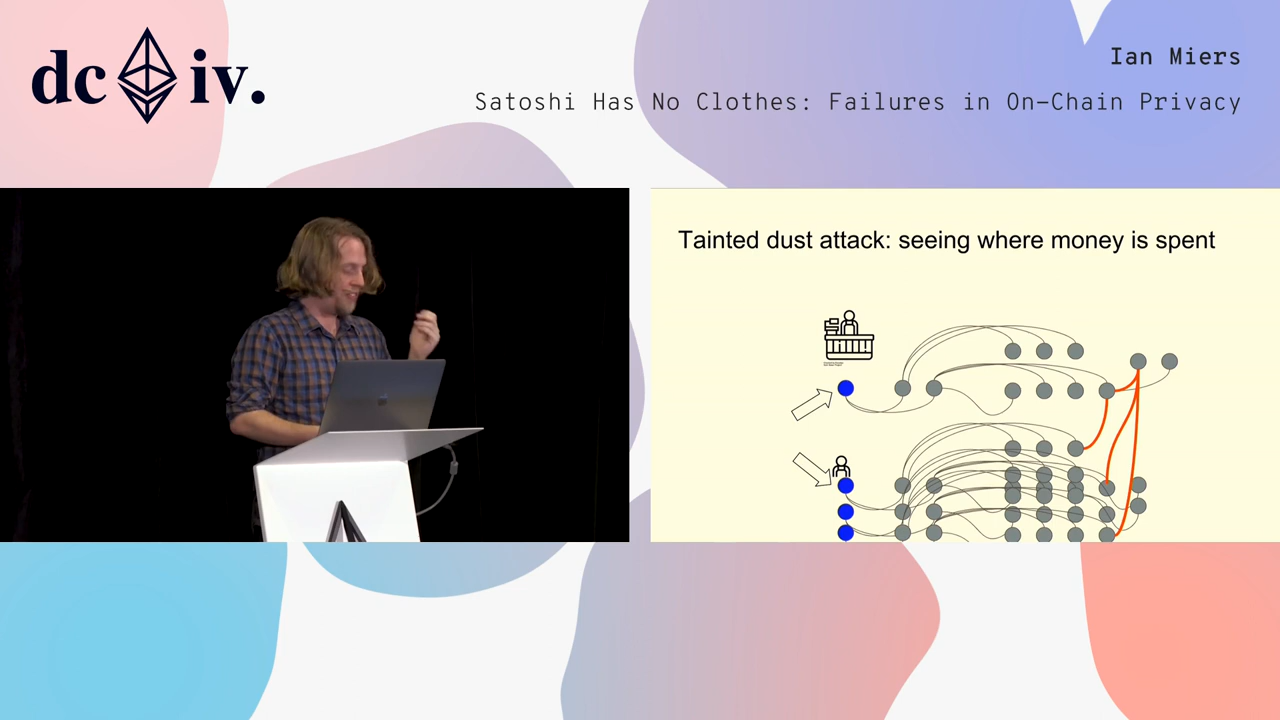 dc iv.
Ian Miers
Satoshi Has No Clothes: Failures in On-Chain Privacy
Tainted dust attack: seeing where money is spent